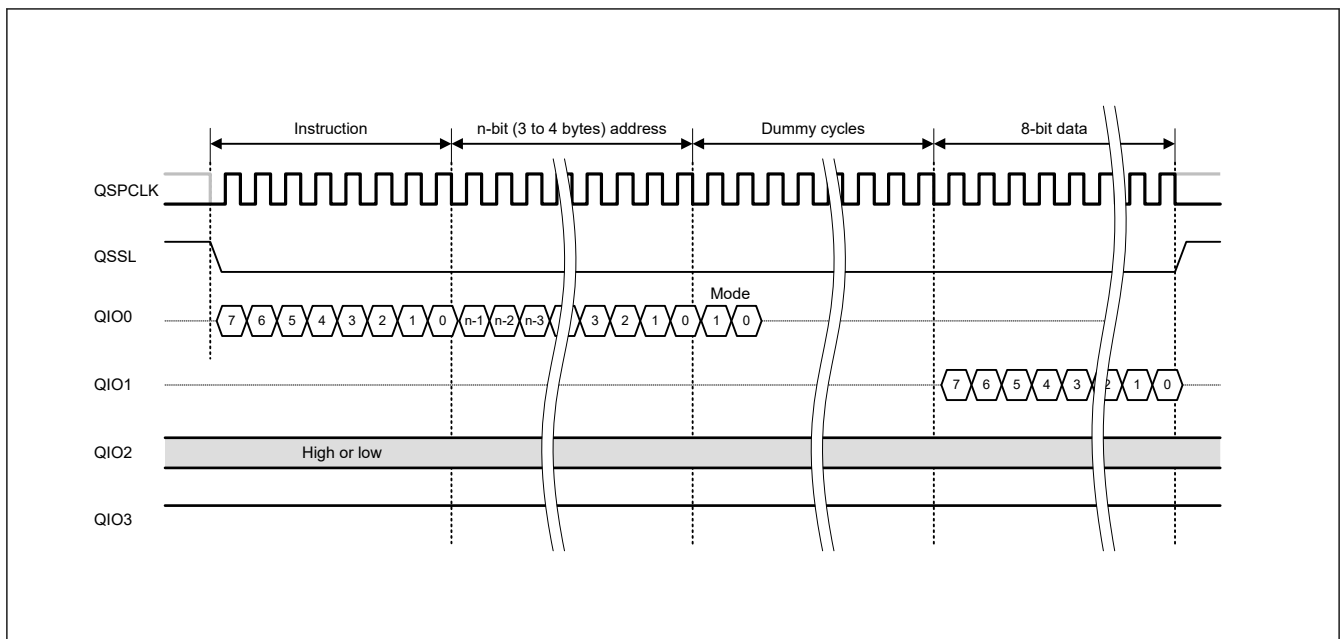 Instruction n-bit (3 to 4 bytes) address Dummy cycles 8-bit data
QSPCLK
QSSL
Mode
QIO0 7 6 5 4 3 2 1 0 n-1 n-2 n-3 3 2 1 0 1 0
QIO1 7 6 5 4 3 2 1 0
QIO2 High or low
QIO3